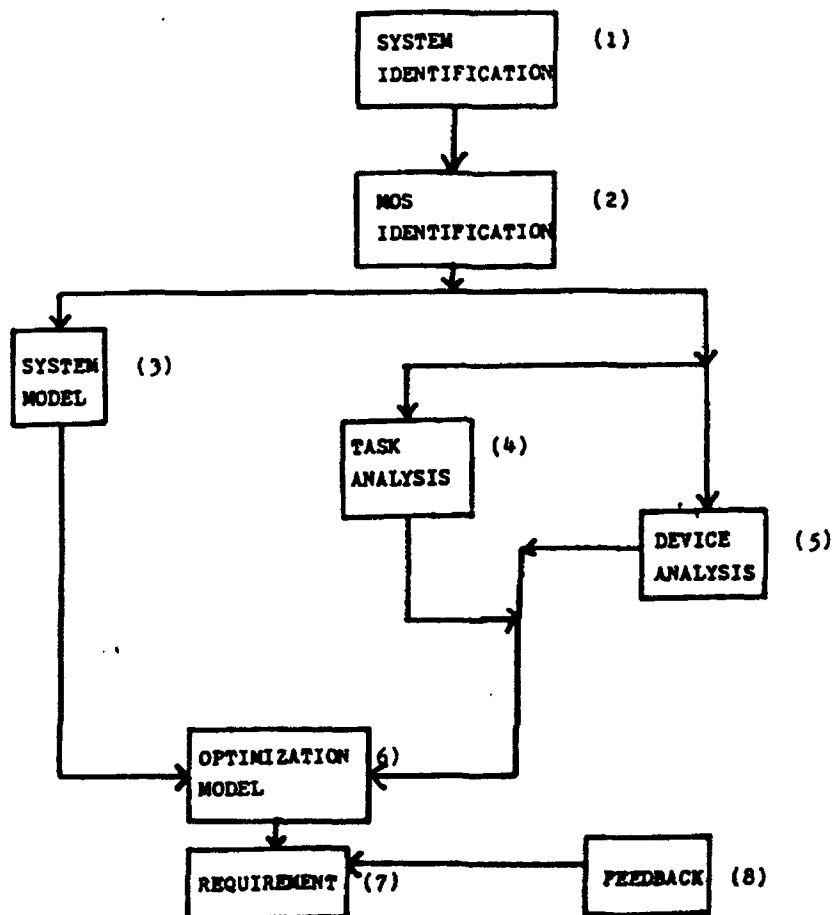 SYSTEM
IDENTIFICATION
(1)
MOS
IDENTIFICATION
(2)
SYSTEM
MODEL
(3)
TASK
ANALYSIS
(4)
DEVICE
ANALYSIS
(5)
OPTIMIZATION
MODEL
6)
REQUIREMENT
(7)
FEEDBACK
(8)